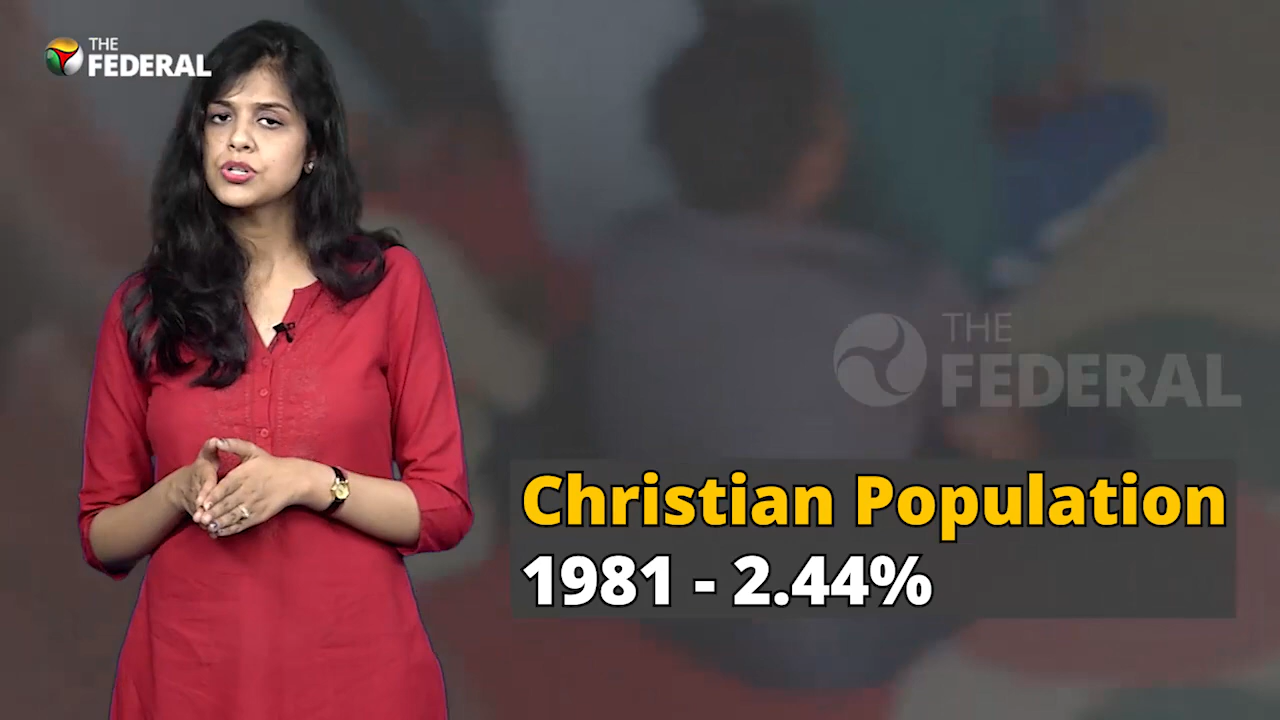 THE
FEDERAL
THE
FEDERAL
Christian Population
1981 - 2.44%